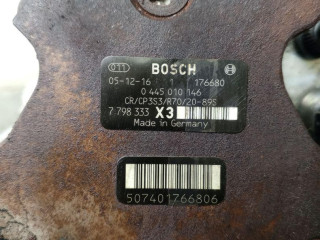 011 BOSCH
05-12-16 1 176680
0 445 010 146
CR/CP3S3/R70/20-89S
7 798 333 X3
Made in Germany
507401766806